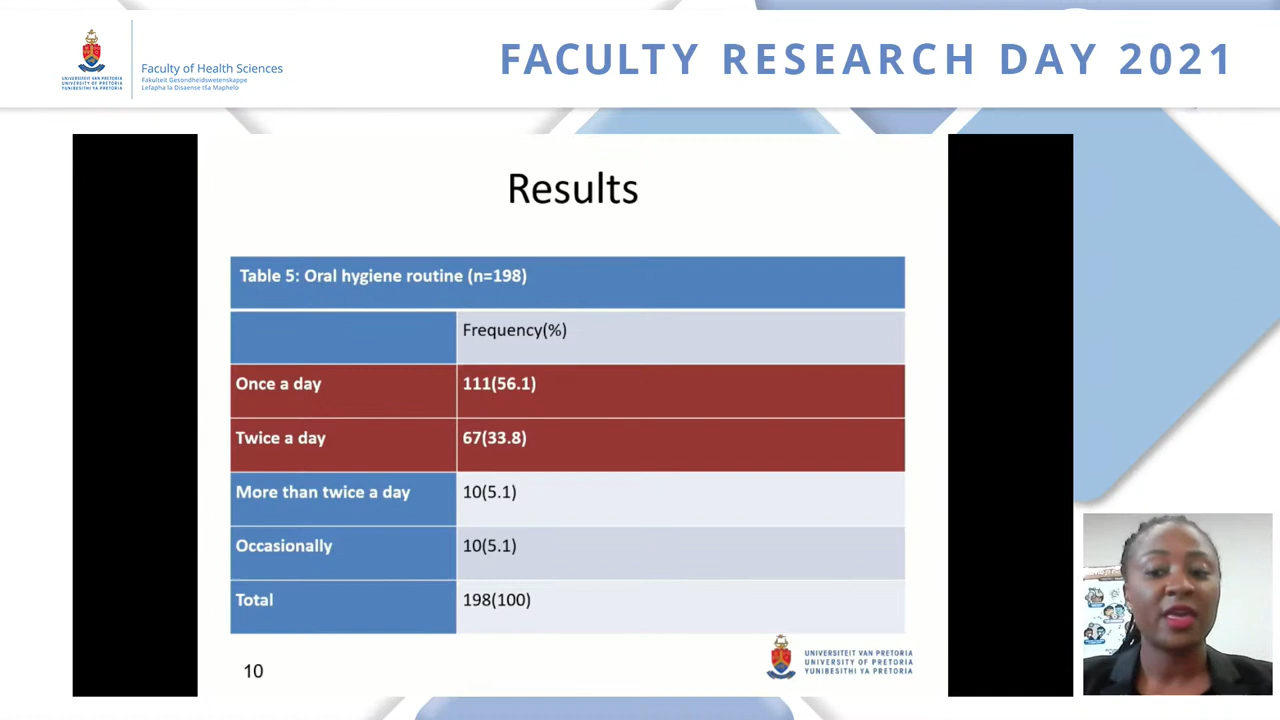 UNIVERSITEIT VAN PRETORIA
UNIVERSITY OF PRETORIA
YUNIBESITHI YA PRETORIA
Faculty of Health Sciences
Fakulteit Gesondheidswetenskappe
Lefapha la Disaense tša Maphelo
FACULTY RESEARCH DAY 2021
Results
Table 5: Oral hygiene routine (n=198)
Frequency(%)
Once a day 111(56.1)
Twice a day 67(33.8)
More than twice a day 10(5.1)
Occasionally 10(5.1)
Total 198(100)
10
UNIVERSITEIT VAN PRETORIA
UNIVERSITY OF PRETORIA
YUNIBESITHI YA PRETORIA